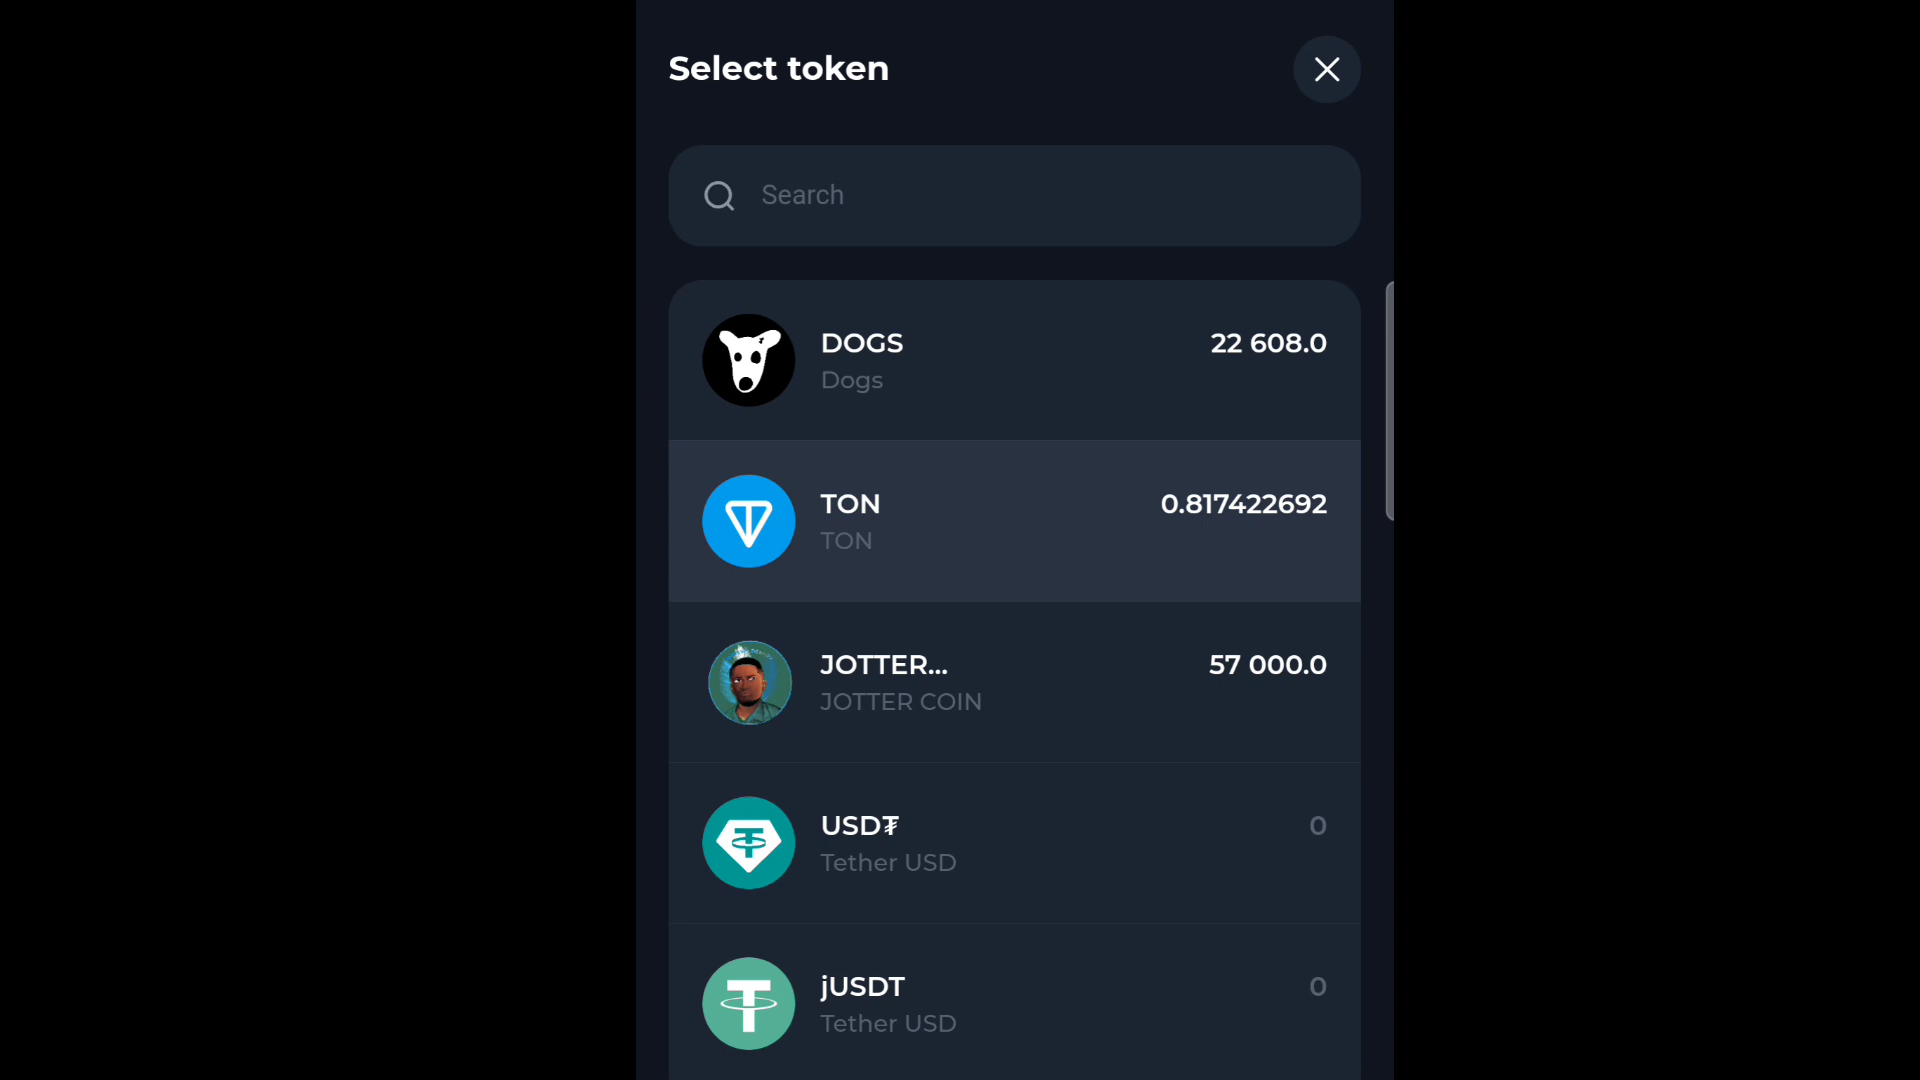 Select token
Search
DOGS
22 608.0
Dogs
TON
0.817422692
TON
JOTTER...
57 000.0
JOTTER COIN
USD₮
0
Tether USD
jUSDT
0
Tether USD